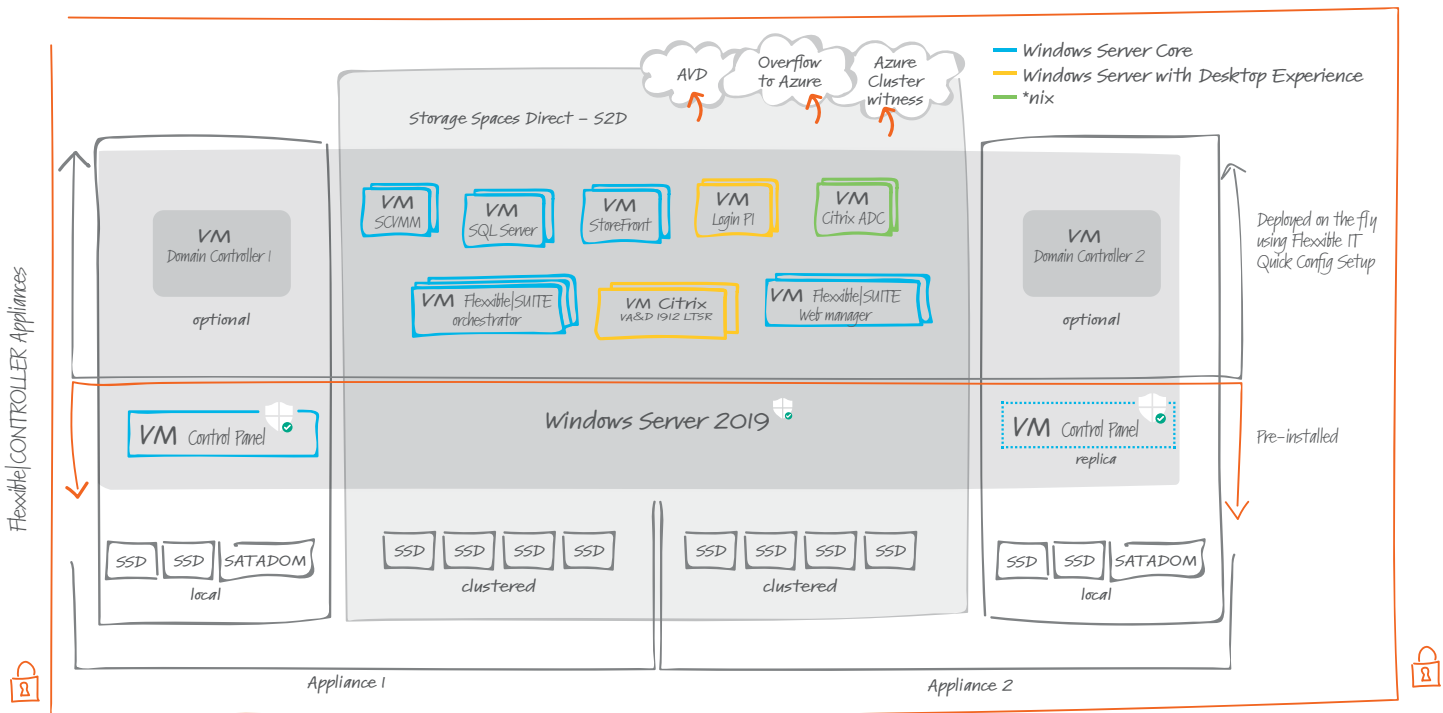 AVD
Overflow
to Azure
Azure
Cluster
witness
Windows Server Core
Windows Server with Desktop Experience
*nix
Storage Spaces Direct - S2D
VM
SCVMM
VM
SQL Server
VM
StoreFront
VM
Login PI
VM
Citrix ADC
VM
Domain Controller 1
optional
VM
Domain Controller 2
optional
Deployed on the fly
using Flexxible IT
Quick Config Setup
VM Flexxible|SUITE
orchestrator
VM Citrix
VA&D 1912 LTSR
VM Flexxible|SUITE
Web manager
Flexxible|CONTROLLER Appliances
VM Control Panel
Windows Server 2019
VM Control Panel
replica
Pre-installed
SSD
SSD
SATADOM
local
SSD
SSD
SSD
SSD
clustered
SSD
SSD
SSD
SSD
clustered
SSD
SSD
SATADOM
local
Appliance 1
Appliance 2